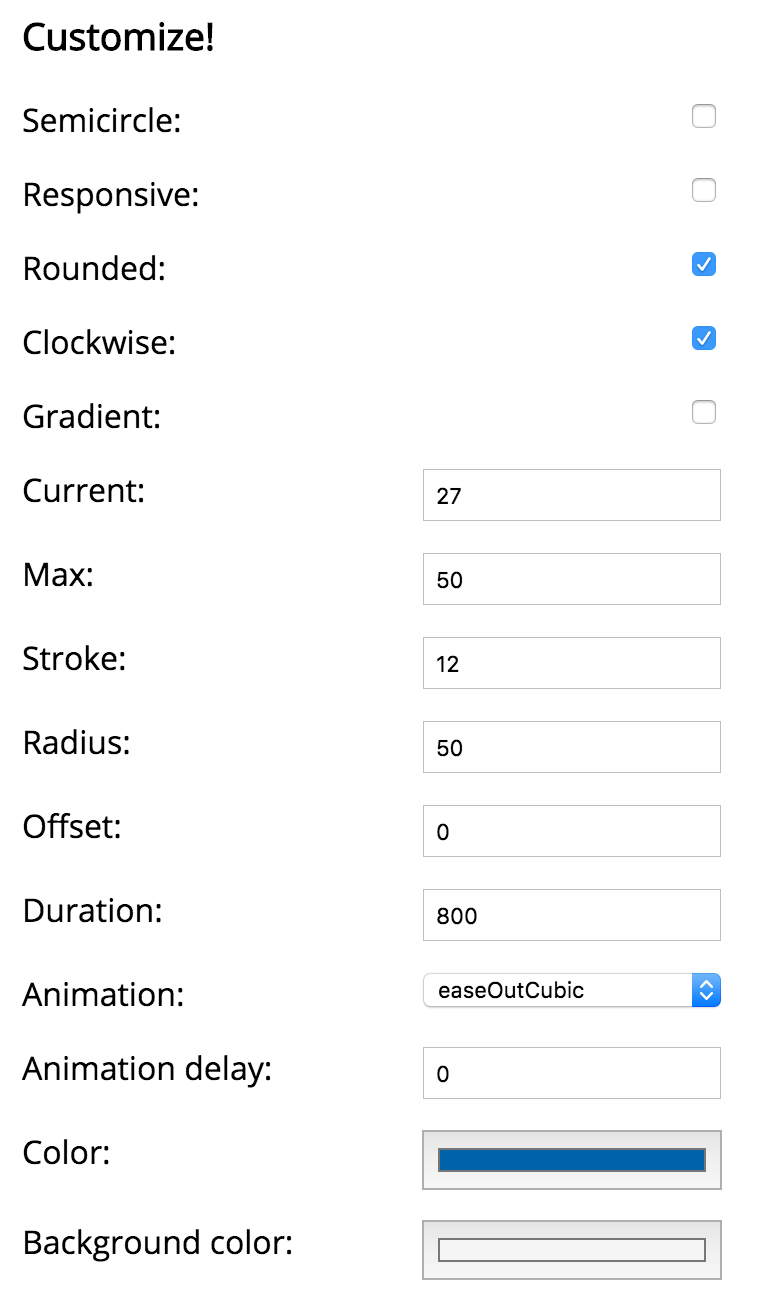 Customize!
Semicircle:
Responsive:
Rounded:
Clockwise:
Gradient:
Current: 27
Max: 50
Stroke: 12
Radius: 50
Offset: 0
Duration: 800
Animation: easeOutCubic
Animation delay: 0
Color:
Background color: